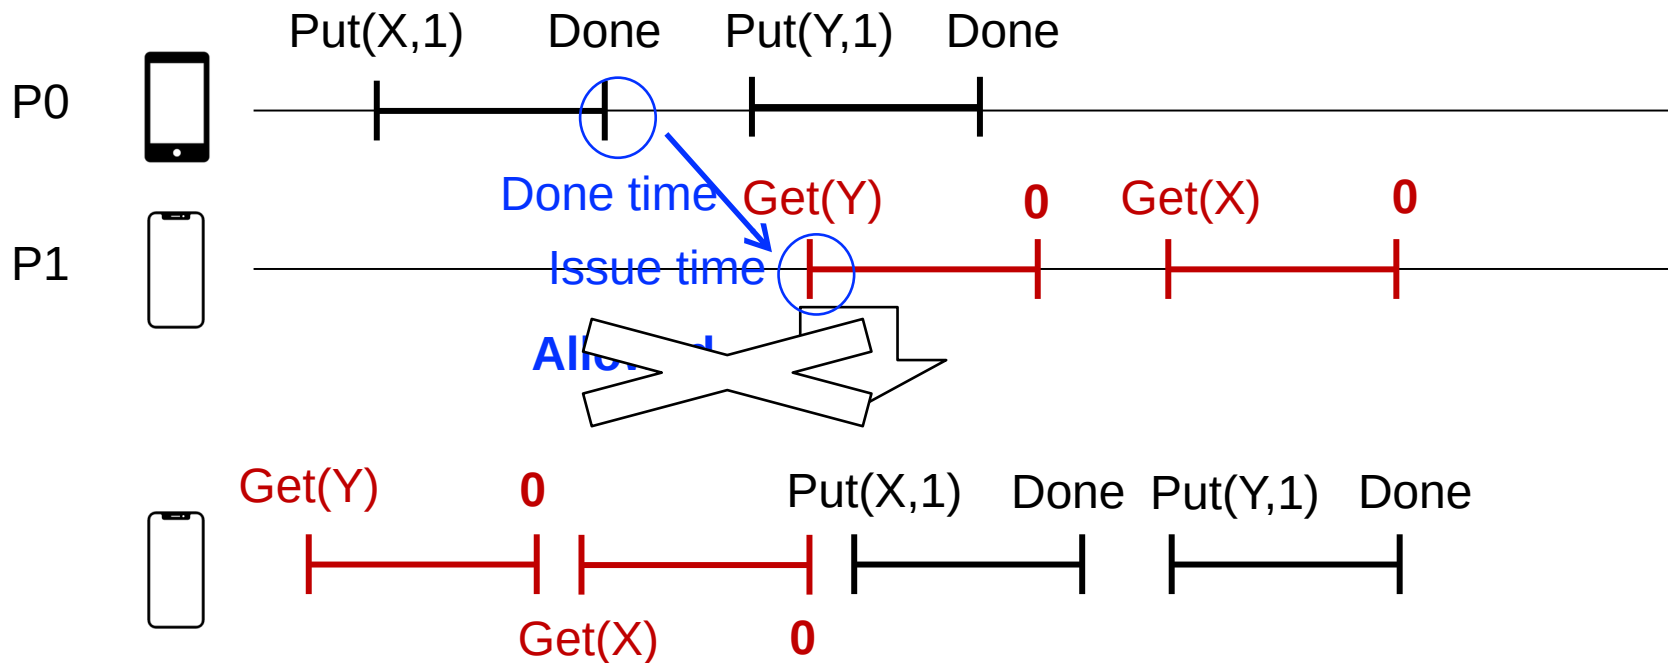 Put(X,1) Done Put(Y,1) Done
P0
Done time Get(Y) 0 Get(X) 0
P1
Issue time
Get(Y) 0 Put(X,1) Done Put(Y,1) Done
Get(X) 0